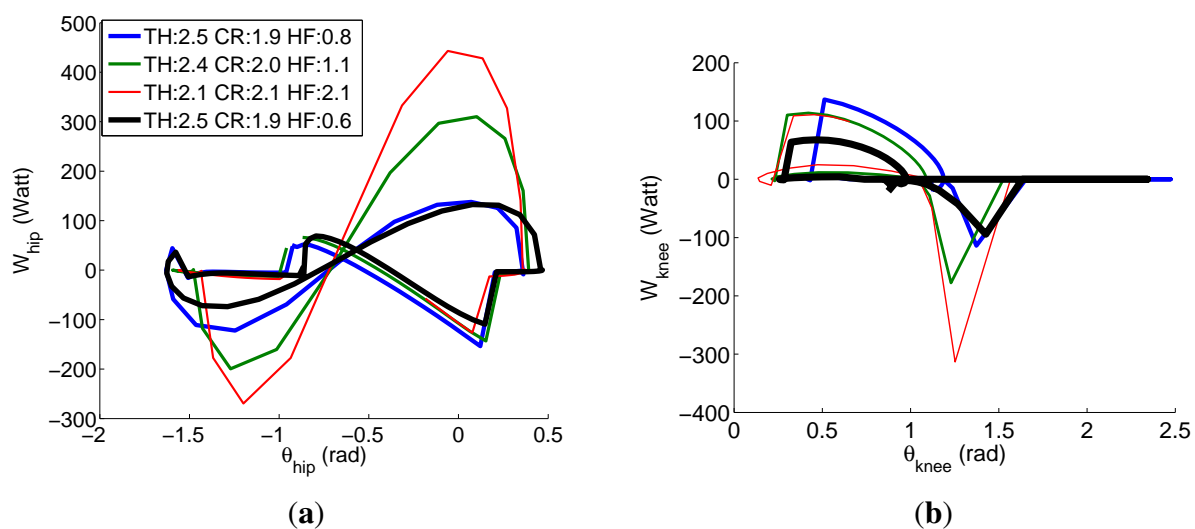 500
400
300
200
100
0
−100
−200
−300
−2
−1.5
−1
−0.5
0
0.5
W_hip (Watt)
θ_hip (rad)
TH:2.5 CR:1.9 HF:0.8
TH:2.4 CR:2.0 HF:1.1
TH:2.1 CR:2.1 HF:2.1
TH:2.5 CR:1.9 HF:0.6
(a)
200
100
0
−100
−200
−300
−400
0
0.5
1
1.5
2
2.5
W_knee (Watt)
θ_knee (rad)
(b)